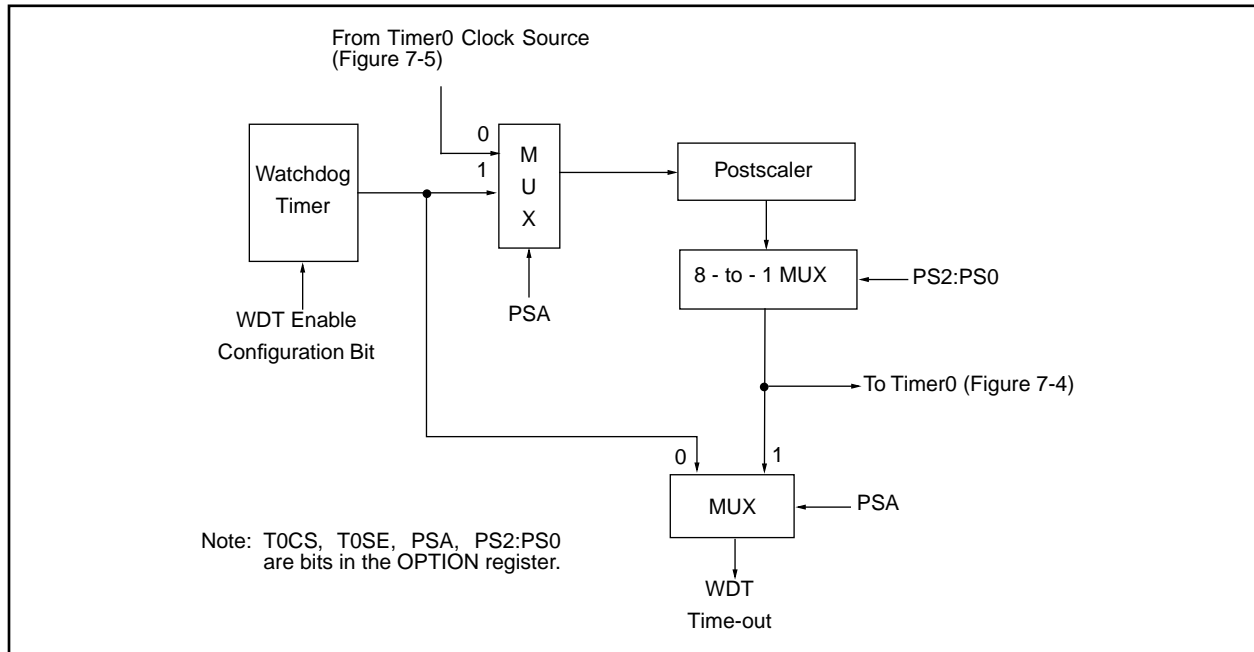 From Timer0 Clock Source
(Figure 7-5)
0
1
M
U
X
Watchdog
Timer
Postscaler
8 - to - 1 MUX
PS2:PS0
PSA
WDT Enable
Configuration Bit
To Timer0 (Figure 7-4)
0
1
MUX
PSA
Note: T0CS, T0SE, PSA, PS2:PS0
are bits in the OPTION register.
WDT
Time-out